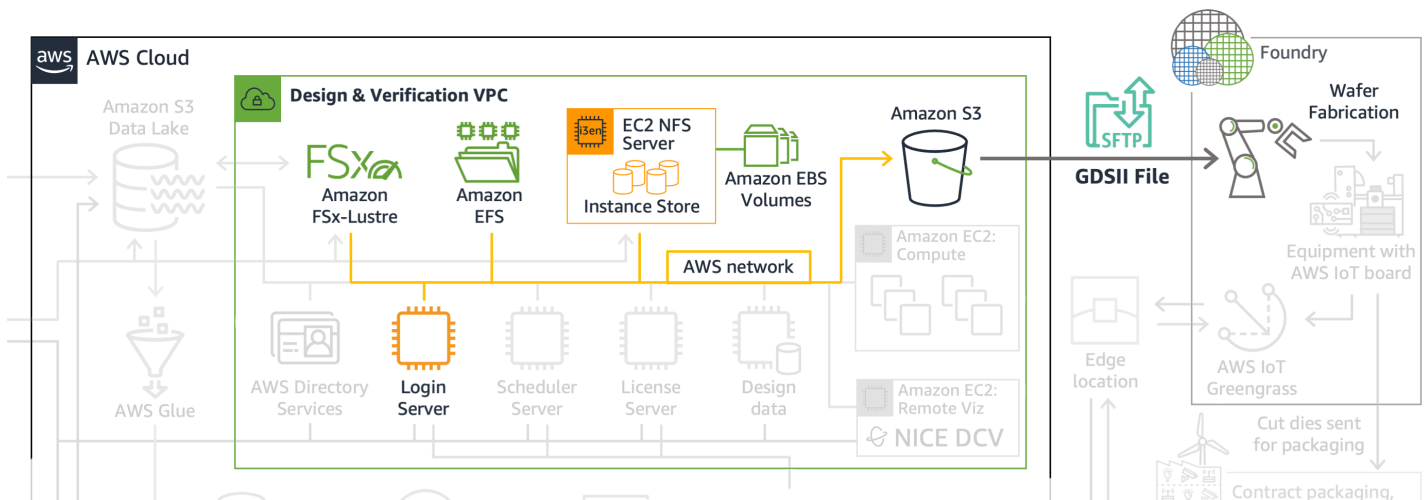 aws
AWS Cloud
Design & Verification VPC
Amazon S3
Data Lake
FSx
Amazon
FSx-Lustre
Amazon
EFS
i3en
EC2 NFS
Server
Instance Store
Amazon EBS
Volumes
Amazon S3
SFTP
GDSII File
Foundry
Wafer
Fabrication
Equipment with
AWS IoT board
AWS network
Amazon EC2:
Compute
AWS Glue
AWS Directory
Services
Login
Server
Scheduler
Server
License
Server
Design
data
Amazon EC2:
Remote Viz
NICE DCV
Edge
location
AWS IoT
Greengrass
Cut dies sent
for packaging
Contract packaging,